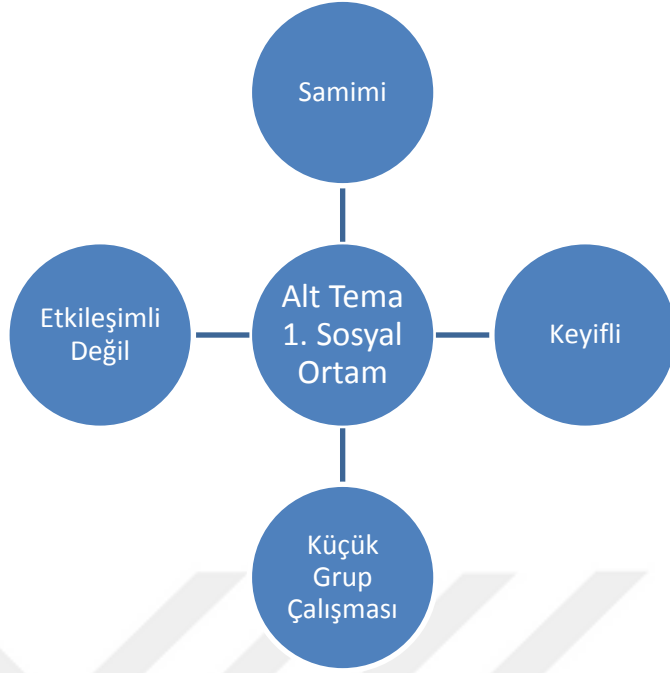 Samimi
Etkileşimli
Değil
Alt Tema
1. Sosyal
Ortam
Keyifli
Küçük
Grup
Çalışması